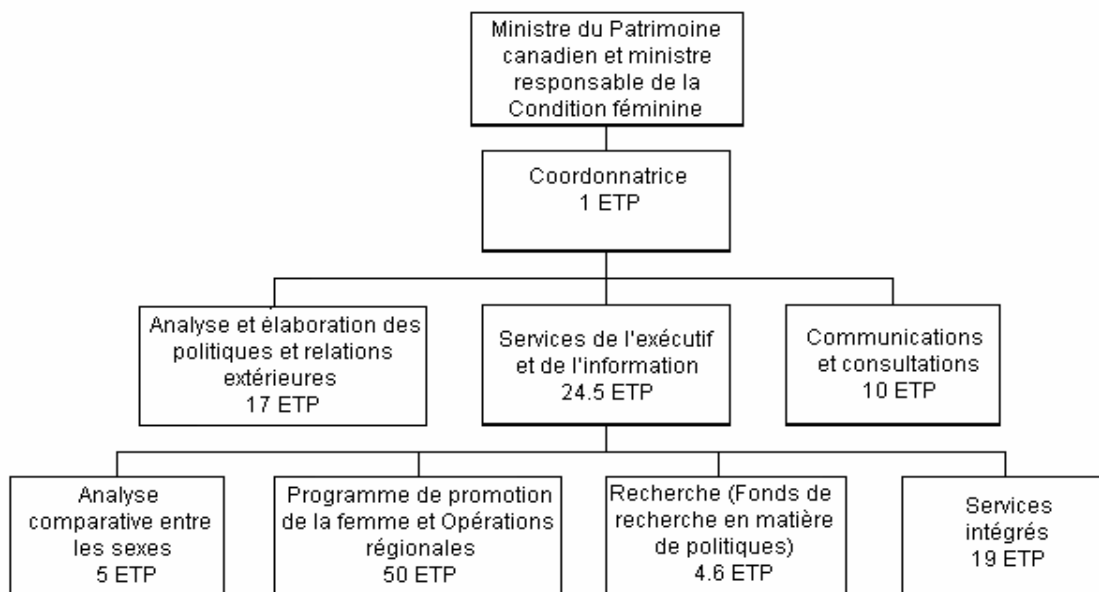 Ministre du Patrimoine
canadien et ministre
responsable de la
Condition féminine
Coordonnatrice
1 ETP
Analyse et élaboration des
politiques et relations
extérieures
17 ETP
Services de l'exécutif
et de l'information
24.5 ETP
Communications
et consultations
10 ETP
Analyse
comparative entre
les sexes
5 ETP
Programme de promotion
de la femme et Opérations
régionales
50 ETP
Recherche (Fonds de
recherche en matière
de politiques)
4.6 ETP
Services
intégrés
19 ETP